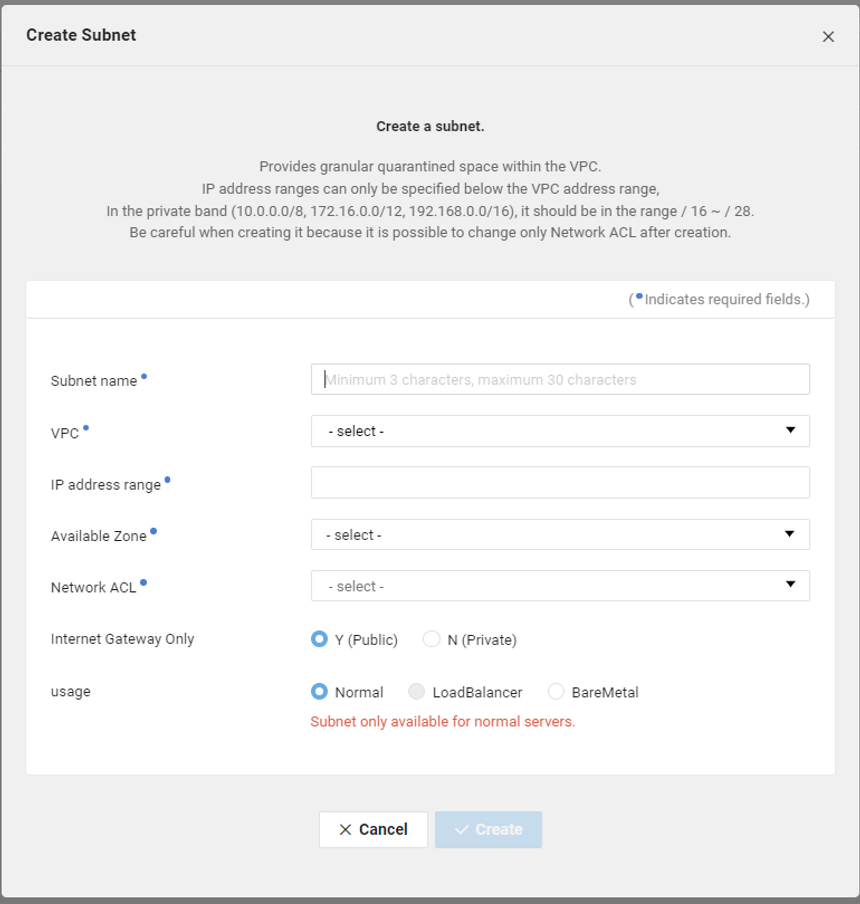 Create Subnet
Create a subnet.
Provides granular quarantined space within the VPC.
IP address ranges can only be specified below the VPC address range,
In the private band (10.0.0.0/8, 172.16.0.0/12, 192.168.0.0/16), it should be in the range / 16 ~ / 28.
Be careful when creating it because it is possible to change only Network ACL after creation.
(•Indicates required fields.)
Subnet name •
Minimum 3 characters, maximum 30 characters
VPC •
- select -
IP address range •
Available Zone •
- select -
Network ACL •
- select -
Internet Gateway Only
Y (Public) N (Private)
usage
Normal LoadBalancer BareMetal
Subnet only available for normal servers.
Cancel Create